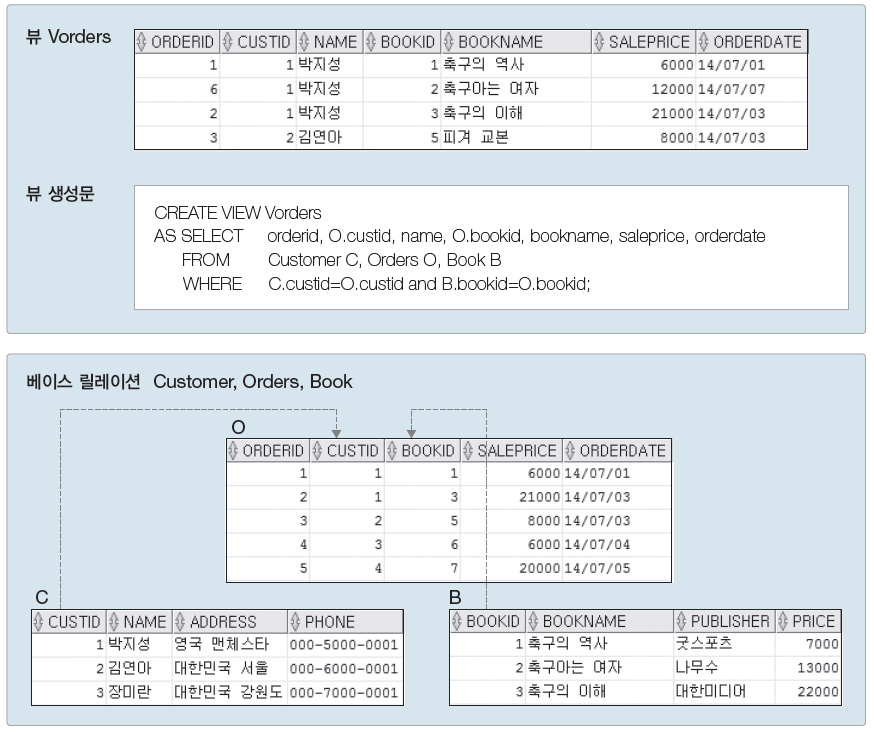 뷰 Vorders
ORDERID CUSTID NAME BOOKID BOOKNAME SALEPRICE ORDERDATE
1 1 박지성 1 축구의 역사 6000 14/07/01
6 1 박지성 2 축구아는 여자 12000 14/07/07
2 1 박지성 3 축구의 이해 21000 14/07/03
3 2 김연아 5 피겨 교본 8000 14/07/03
뷰 생성문
CREATE VIEW Vorders
AS SELECT orderid, O.custid, name, O.bookid, bookname, saleprice, orderdate
FROM Customer C, Orders O, Book B
WHERE C.custid=O.custid and B.bookid=O.bookid;
베이스 릴레이션 Customer, Orders, Book
O
ORDERID CUSTID BOOKID SALEPRICE ORDERDATE
1 1 1 6000 14/07/01
2 1 3 21000 14/07/03
3 2 5 8000 14/07/03
4 3 6 6000 14/07/04
5 4 7 20000 14/07/05
C
CUSTID NAME ADDRESS PHONE
1 박지성 영국 맨체스타 000-5000-0001
2 김연아 대한민국 서울 000-6000-0001
3 장미란 대한민국 강원도 000-7000-0001
B
BOOKID BOOKNAME PUBLISHER PRICE
1 축구의 역사 굿스포츠 7000
2 축구아는 여자 나무수 13000
3 축구의 이해 대한미디어 22000